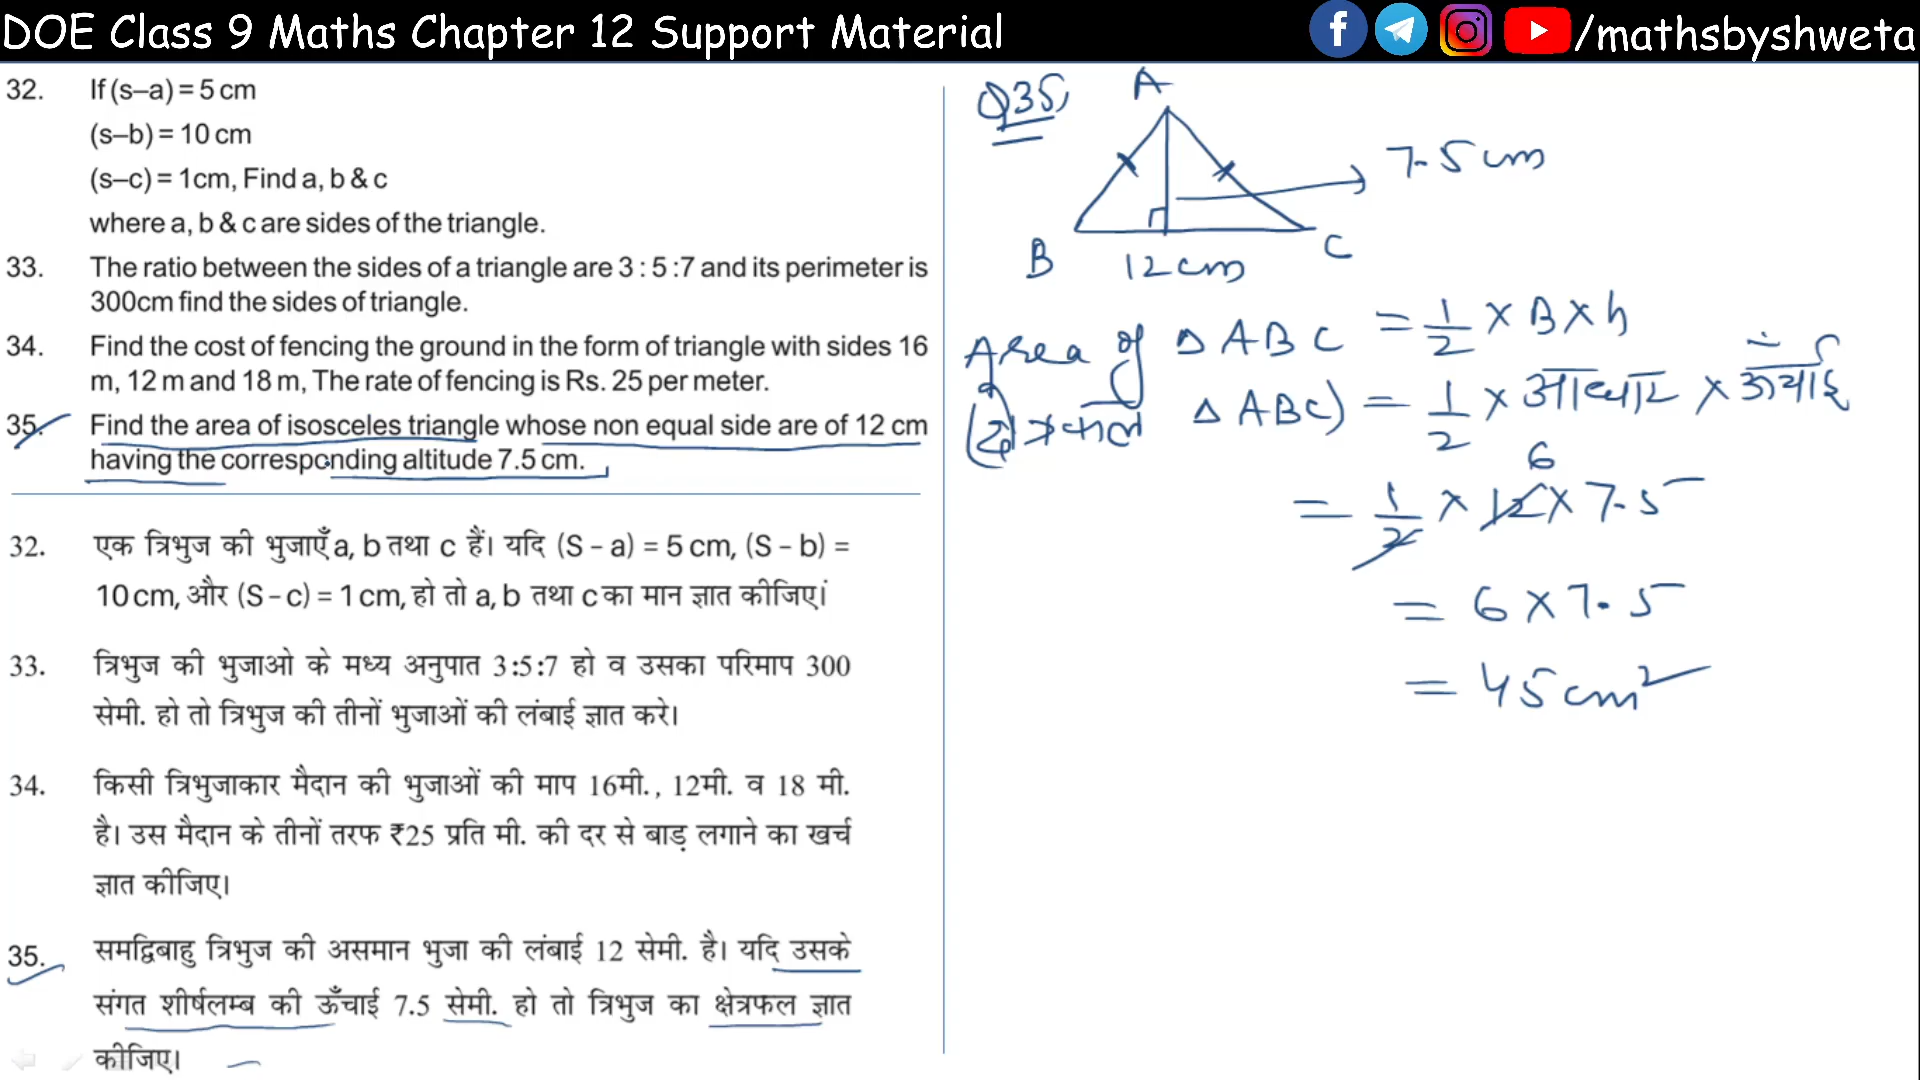 DOE Class 9 Maths Chapter 12 Support Material
/mathsbyshweta
32. If (s–a) = 5 cm
(s–b) = 10 cm
(s–c) = 1cm, Find a, b & c
where a, b & c are sides of the triangle.
33. The ratio between the sides of a triangle are 3 : 5 :7 and its perimeter is
300cm find the sides of triangle.
34. Find the cost of fencing the ground in the form of triangle with sides 16
m, 12 m and 18 m, The rate of fencing is Rs. 25 per meter.
35. Find the area of isosceles triangle whose non equal side are of 12 cm
having the corresponding altitude 7.5 cm.
32. एक त्रिभुज की भुजाएँ a, b तथा c हैं। यदि (S – a) = 5 cm, (S – b) =
10 cm, और (S – c) = 1 cm, हो तो a, b तथा c का मान ज्ञात कीजिए।
33. त्रिभुज की भुजाओ के मध्य अनुपात 3:5:7 हो व उसका परिमाप 300
सेमी. हो तो त्रिभुज की तीनों भुजाओं की लंबाई ज्ञात करे।
34. किसी त्रिभुजाकार मैदान की भुजाओं की माप 16मी., 12मी. व 18 मी.
है। उस मैदान के तीनों तरफ ₹25 प्रति मी. की दर से बाड़ लगाने का खर्च
ज्ञात कीजिए।
35. समद्विबाहु त्रिभुज की असमान भुजा की लंबाई 12 सेमी. है। यदि उसके
संगत शीर्षलम्ब की ऊँचाई 7.5 सेमी. हो तो त्रिभुज का क्षेत्रफल ज्ञात
कीजिए।
Q35,
A
7.5 cm
B 12 cm C
Area of △ ABC = 1/2 × B × h
(क्षेत्रफल △ ABC) = 1/2 × आधार × ऊंचाई
6
= 1/2 × 12 × 7.5
= 6 × 7.5
= 45 cm²